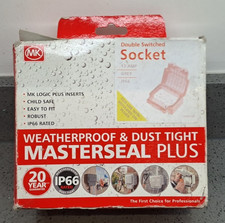 MK
Double Switched
Socket
• MK LOGIC PLUS INSERTS
• CHILD SAFE
• EASY TO FIT
• ROBUST
• IP66 RATED
WEATHERPROOF & DUST TIGHT
MASTERSEAL PLUS™
20
YEAR
IP66
The First Choice for Professionals